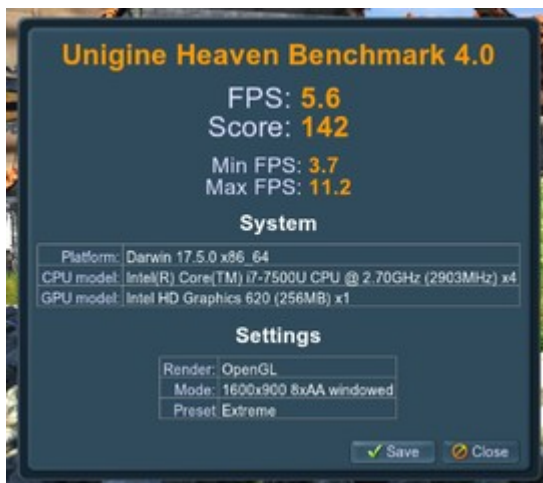 Unigine Heaven Benchmark 4.0
FPS: 5.6
Score: 142
Min FPS: 3.7
Max FPS: 11.2
System
Platform: Darwin 17.5.0 x86_64
CPU model: Intel(R) Core(TM) i7-7500U CPU @ 2.70GHz (2903MHz) x4
GPU model: Intel HD Graphics 620 (256MB) x1
Settings
Render: OpenGL
Mode: 1600x900 8xAA windowed
Preset Extreme
Save Close